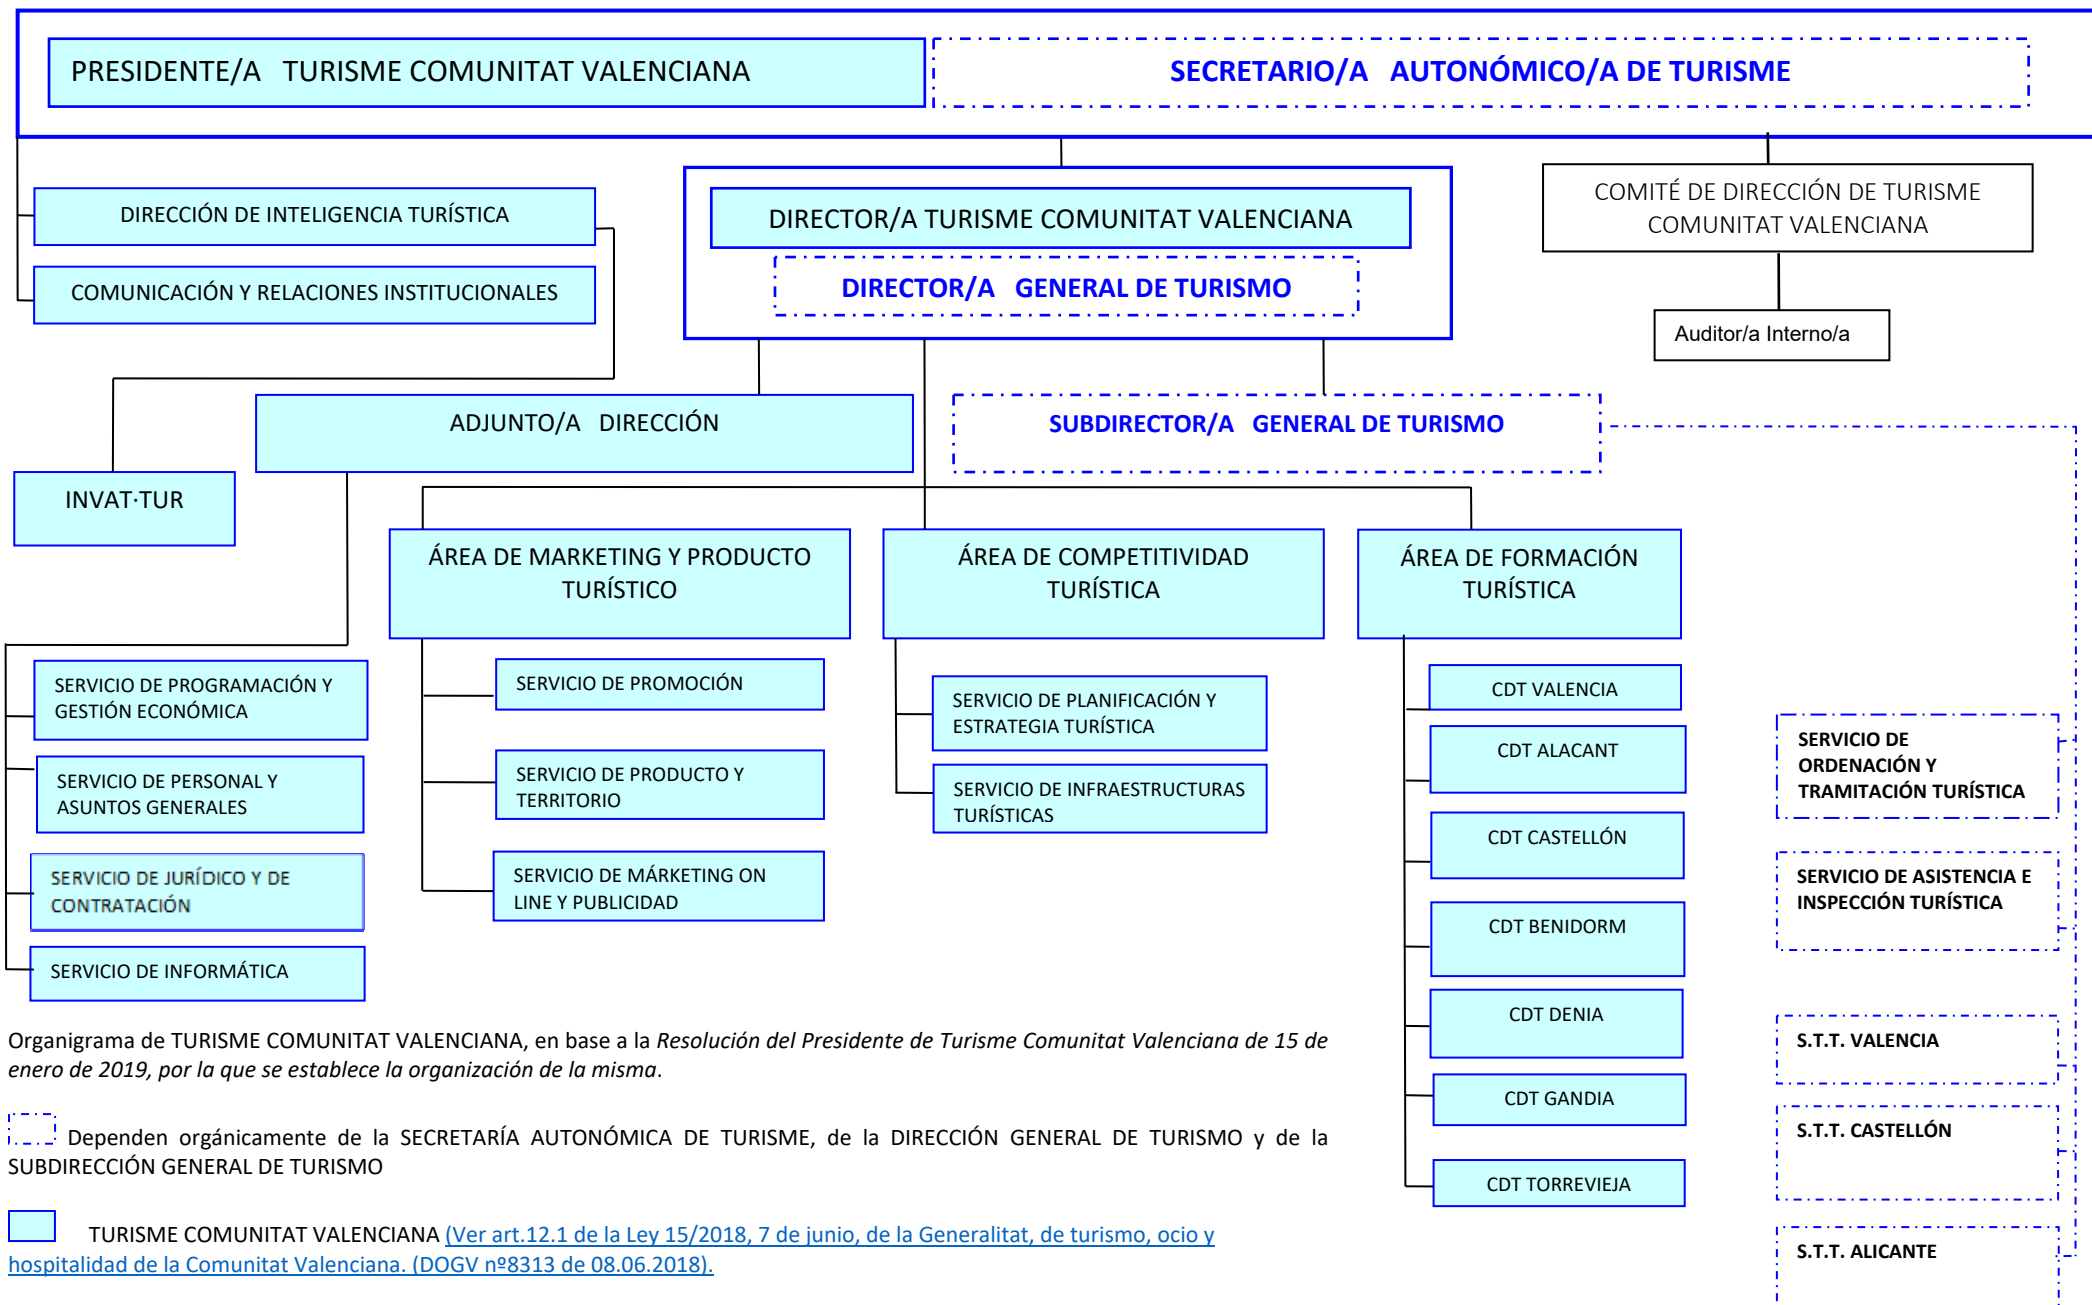 PRESIDENTE/A TURISME COMUNITAT VALENCIANA
SECRETARIO/A AUTONÓMICO/A DE TURISME
DIRECCIÓN DE INTELIGENCIA TURÍSTICA
COMUNICACIÓN Y RELACIONES INSTITUCIONALES
DIRECTOR/A TURISME COMUNITAT VALENCIANA
DIRECTOR/A GENERAL DE TURISMO
COMITÉ DE DIRECCIÓN DE TURISME
COMUNITAT VALENCIANA
Auditor/a Interno/a
ADJUNTO/A DIRECCIÓN
SUBDIRECTOR/A GENERAL DE TURISMO
INVAT·TUR
ÁREA DE MARKETING Y PRODUCTO
TURÍSTICO
ÁREA DE COMPETITIVIDAD
TURÍSTICA
ÁREA DE FORMACIÓN
TURÍSTICA
SERVICIO DE PROGRAMACIÓN Y
GESTIÓN ECONÓMICA
SERVICIO DE PERSONAL Y
ASUNTOS GENERALES
SERVICIO DE JURÍDICO Y DE
CONTRATACIÓN
SERVICIO DE INFORMÁTICA
SERVICIO DE PROMOCIÓN
SERVICIO DE PRODUCTO Y
TERRITORIO
SERVICIO DE MÁRKETING ON
LINE Y PUBLICIDAD
SERVICIO DE PLANIFICACIÓN Y
ESTRATEGIA TURÍSTICA
SERVICIO DE INFRAESTRUCTURAS
TURÍSTICAS
CDT VALENCIA
CDT ALACANT
CDT CASTELLÓN
CDT BENIDORM
CDT DENIA
CDT GANDIA
CDT TORREVIEJA
SERVICIO DE
ORDENACIÓN Y
TRAMITACIÓN TURÍSTICA
SERVICIO DE ASISTENCIA E
INSPECCIÓN TURÍSTICA
S.T.T. VALENCIA
S.T.T. CASTELLÓN
S.T.T. ALICANTE
Organigrama de TURISME COMUNITAT VALENCIANA, en base a la Resolución del Presidente de Turisme Comunitat Valenciana de 15 de
enero de 2019, por la que se establece la organización de la misma.
Dependen orgánicamente de la SECRETARÍA AUTONÓMICA DE TURISME, de la DIRECCIÓN GENERAL DE TURISMO y de la
SUBDIRECCIÓN GENERAL DE TURISMO
TURISME COMUNITAT VALENCIANA (Ver art.12.1 de la Ley 15/2018, 7 de junio, de la Generalitat, de turismo, ocio y
hospitalidad de la Comunitat Valenciana. (DOGV nº8313 de 08.06.2018).